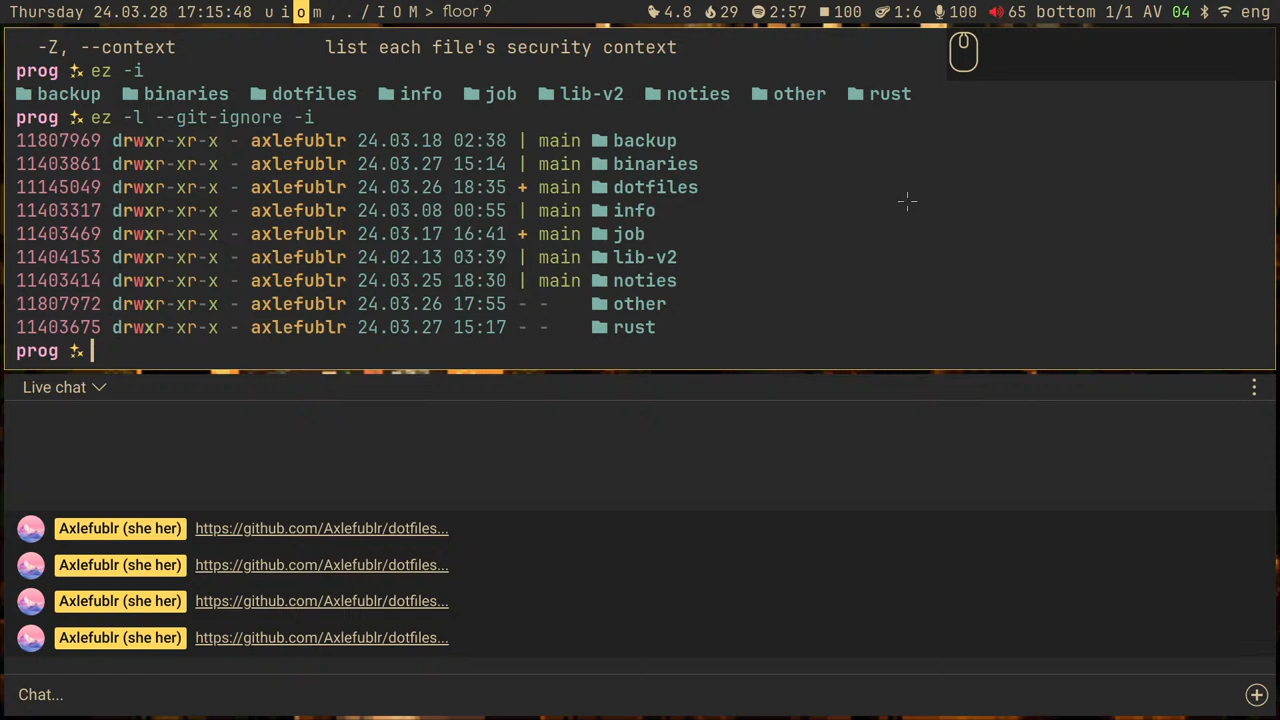 Thursday 24.03.28 17:15:48 u i o m , . / I O M > floor 9 4.8 29 2:57 100 1:6 100 65 bottom 1/1 AV 04 eng
-Z, --context list each file's security context
prog ✨ ez -i
backup binaries dotfiles info job lib-v2 noties other rust
prog ✨ ez -l --git-ignore -i
11807969 drwxr-xr-x - axlefublr 24.03.18 02:38 | main backup
11403861 drwxr-xr-x - axlefublr 24.03.27 15:14 | main binaries
11145049 drwxr-xr-x - axlefublr 24.03.26 18:35 + main dotfiles
11403317 drwxr-xr-x - axlefublr 24.03.08 00:55 | main info
11403469 drwxr-xr-x - axlefublr 24.03.17 16:41 + main job
11404153 drwxr-xr-x - axlefublr 24.02.13 03:39 | main lib-v2
11403414 drwxr-xr-x - axlefublr 24.03.25 18:30 | main noties
11807972 drwxr-xr-x - axlefublr 24.03.26 17:55 - - other
11403675 drwxr-xr-x - axlefublr 24.03.27 15:17 - - rust
prog ✨
Live chat
Axlefublr (she her) https://github.com/Axlefublr/dotfiles...
Axlefublr (she her) https://github.com/Axlefublr/dotfiles...
Axlefublr (she her) https://github.com/Axlefublr/dotfiles...
Axlefublr (she her) https://github.com/Axlefublr/dotfiles...
Chat...